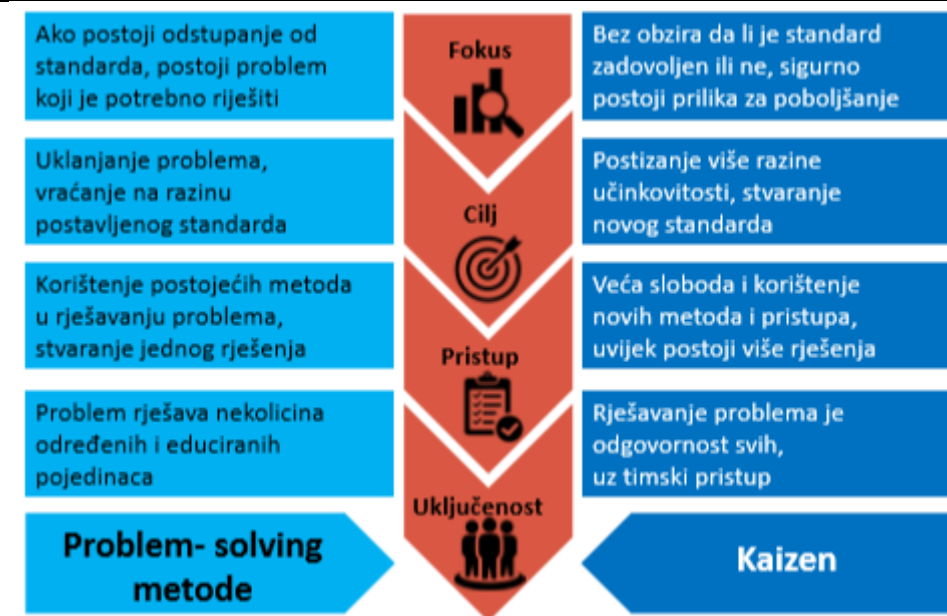 Ako postoji odstupanje od
standarda, postoji problem
koji je potrebno riješiti
Fokus
Bez obzira da li je standard
zadovoljen ili ne, sigurno
postoji prilika za poboljšanje
Uklanjanje problema,
vraćanje na razinu
postavljenog standarda
Cilj
Postizanje više razine
učinkovitosti, stvaranje
novog standarda
Korištenje postojećih metoda
u rješavanju problema,
stvaranje jednog rješenja
Pristup
Veća sloboda i korištenje
novih metoda i pristupa,
uvijek postoji više rješenja
Problem rješava nekolicina
određenih i educiranih
pojedinaca
Uključenost
Rješavanje problema je
odgovornost svih,
uz timski pristup
Problem- solving
metode
Kaizen